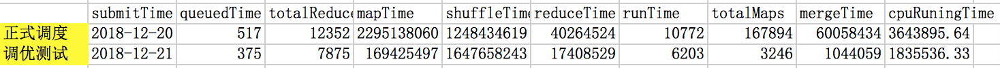 submitTime queuedTime totalReduce mapTime shuffleTime reduceTime runTime totalMaps mergeTime cpuRuningTime
正式调度 2018-12-20 517 12352 2295138060 1248434619 40264524 10772 167894 60058434 3643895.64
调优测试 2018-12-21 375 7875 169425497 1647658243 17408529 6203 3246 1044059 1835536.33